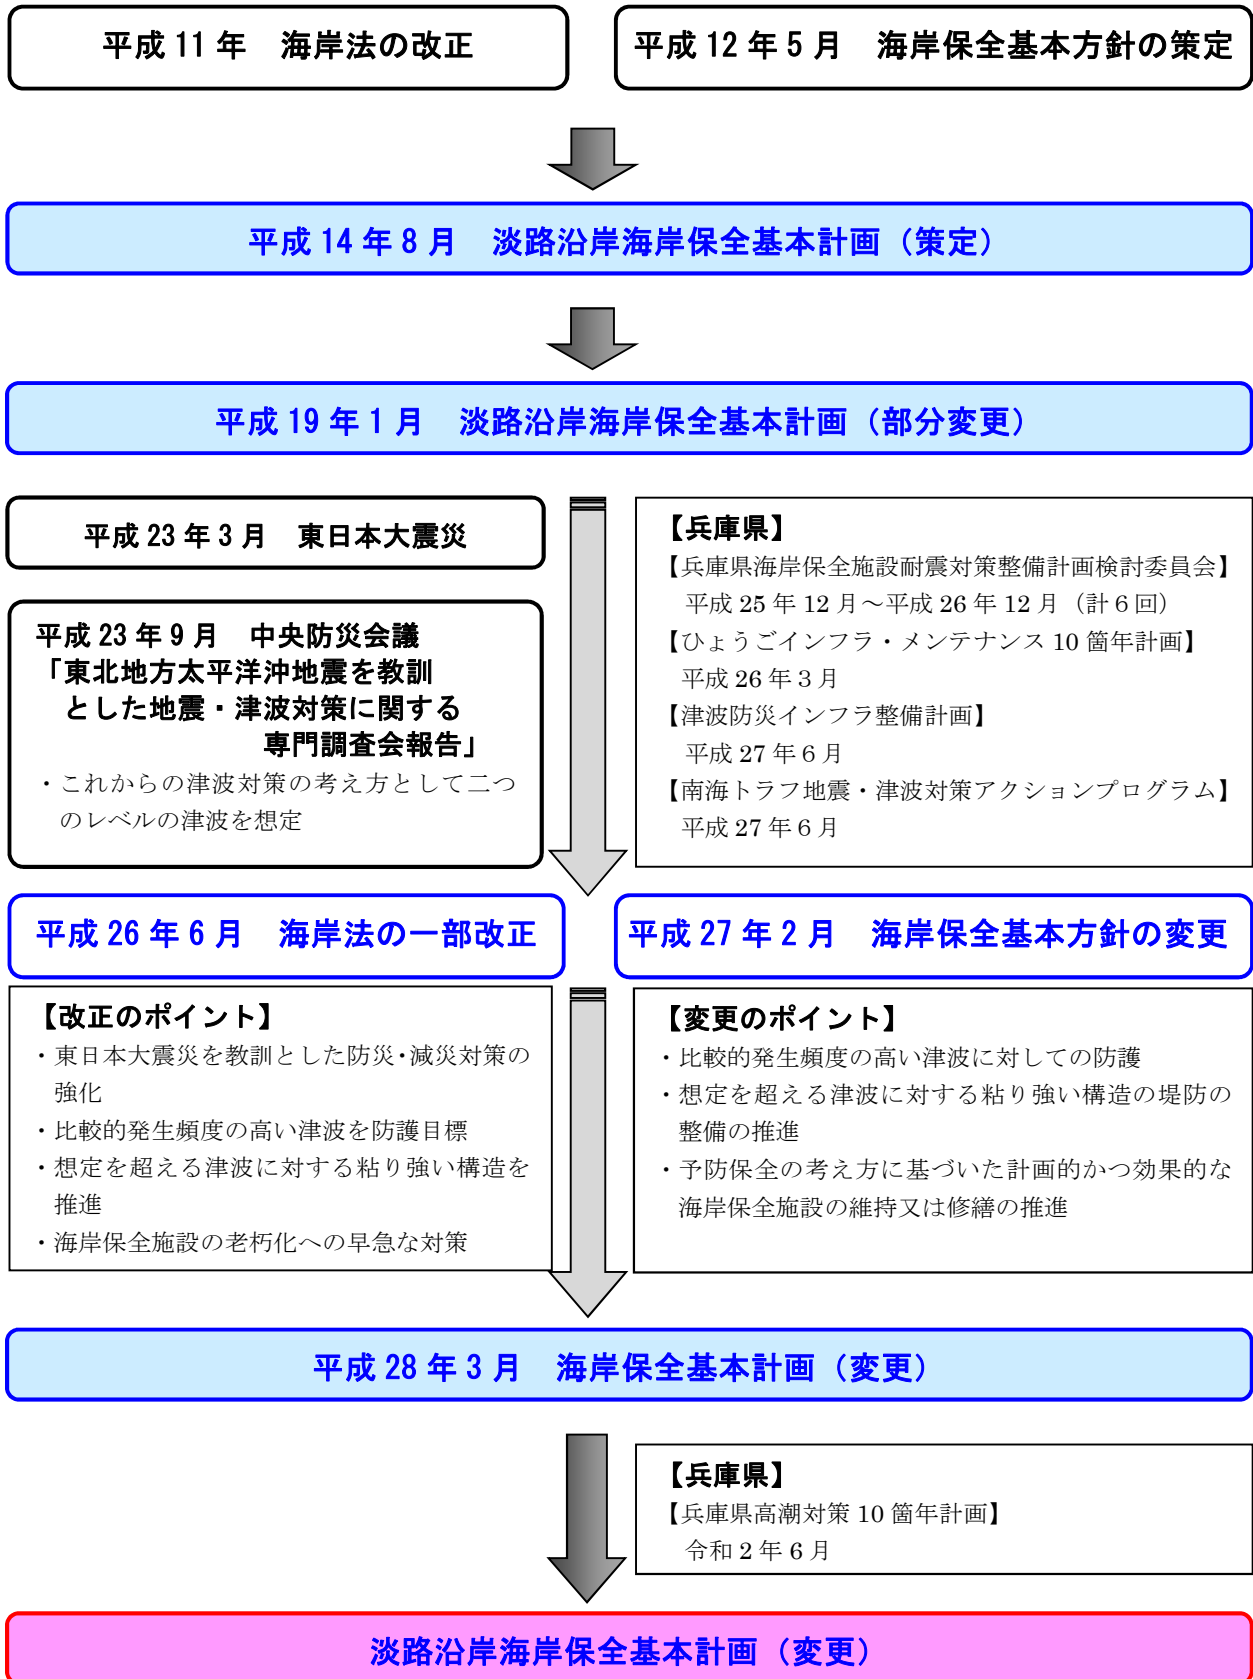 平成 11 年　海岸法の改正
平成 12 年 5 月　海岸保全基本方針の策定
平成 14 年 8 月　淡路沿岸海岸保全基本計画（策定）
平成 19 年 1 月　淡路沿岸海岸保全基本計画（部分変更）
平成 23 年 3 月　東日本大震災
平成 23 年 9 月　中央防災会議
「東北地方太平洋沖地震を教訓
とした地震・津波対策に関する
専門調査会報告」
・これからの津波対策の考え方として二つ
のレベルの津波を想定
【兵庫県】
【兵庫県海岸保全施設耐震対策整備計画検討委員会】
平成 25 年 12 月～平成 26 年 12 月（計６回）
【ひょうごインフラ・メンテナンス 10 箇年計画】
平成 26 年３月
【津波防災インフラ整備計画】
平成 27 年６月
【南海トラフ地震・津波対策アクションプログラム】
平成 27 年６月
平成 26 年 6 月　海岸法の一部改正
平成 27 年 2 月　海岸保全基本方針の変更
【改正のポイント】
・東日本大震災を教訓とした防災・減災対策の
強化
・比較的発生頻度の高い津波を防護目標
・想定を超える津波に対する粘り強い構造を
推進
・海岸保全施設の老朽化への早急な対策
【変更のポイント】
・比較的発生頻度の高い津波に対しての防護
・想定を超える津波に対する粘り強い構造の堤防の
整備の推進
・予防保全の考え方に基づいた計画的かつ効果的な
海岸保全施設の維持又は修繕の推進
平成 28 年 3 月　海岸保全基本計画（変更）
【兵庫県】
【兵庫県高潮対策 10 箇年計画】
令和 2 年 6 月
淡路沿岸海岸保全基本計画（変更）